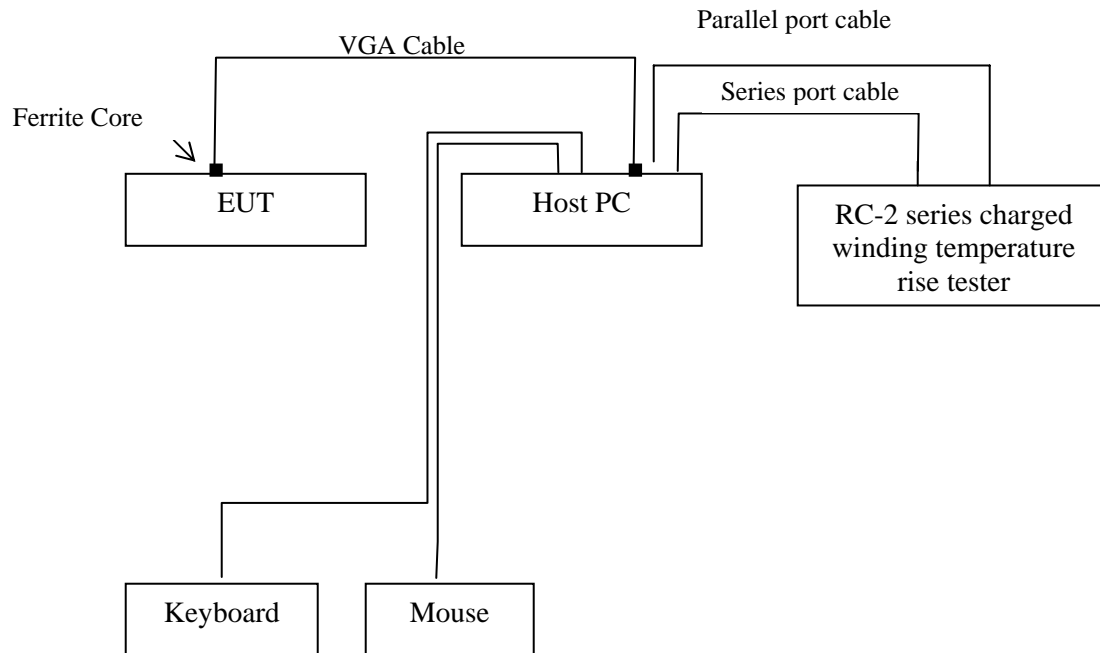 Parallel port cable
VGA Cable
Series port cable
Ferrite Core
EUT
Host PC
RC-2 series charged
winding temperature
rise tester
Keyboard
Mouse